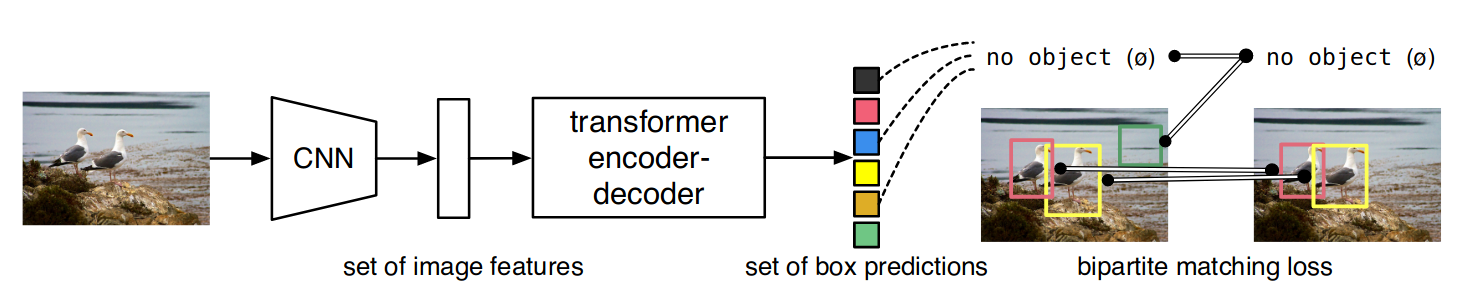 no object (ø)
no object (ø)
CNN
transformer
encoder-
decoder
set of image features
set of box predictions
bipartite matching loss